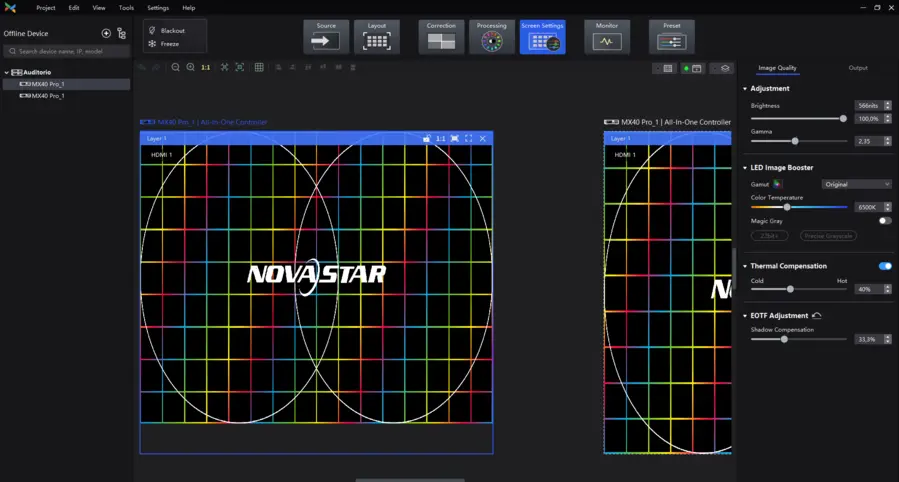 Project Edit View Tools Settings Help
Offline Device
Search device name, IP, model
Auditorio
MX40 Pro_1
MX40 Pro_1
Blackout
Freeze
Source
Layout
Correction
Processing
Screen Settings
Monitor
Preset
1:1
MX40 Pro_1 | All-In-One Controller
Layer 1
1:1
HDMI 1
NOVASTAR
MX40 Pro_1 | All-In-One Controller
Layer 1
HDMI 1
N
Image Quality
Output
Adjustment
Brightness
566nits
100,0%
Gamma
2,35
LED Image Booster
Gamut
Original
Color Temperature
6500K
Magic Gray
22bit+
Precise Grayscale
Thermal Compensation
Cold
Hot
40%
EOTF Adjustment
Shadow Compensation
33,3%